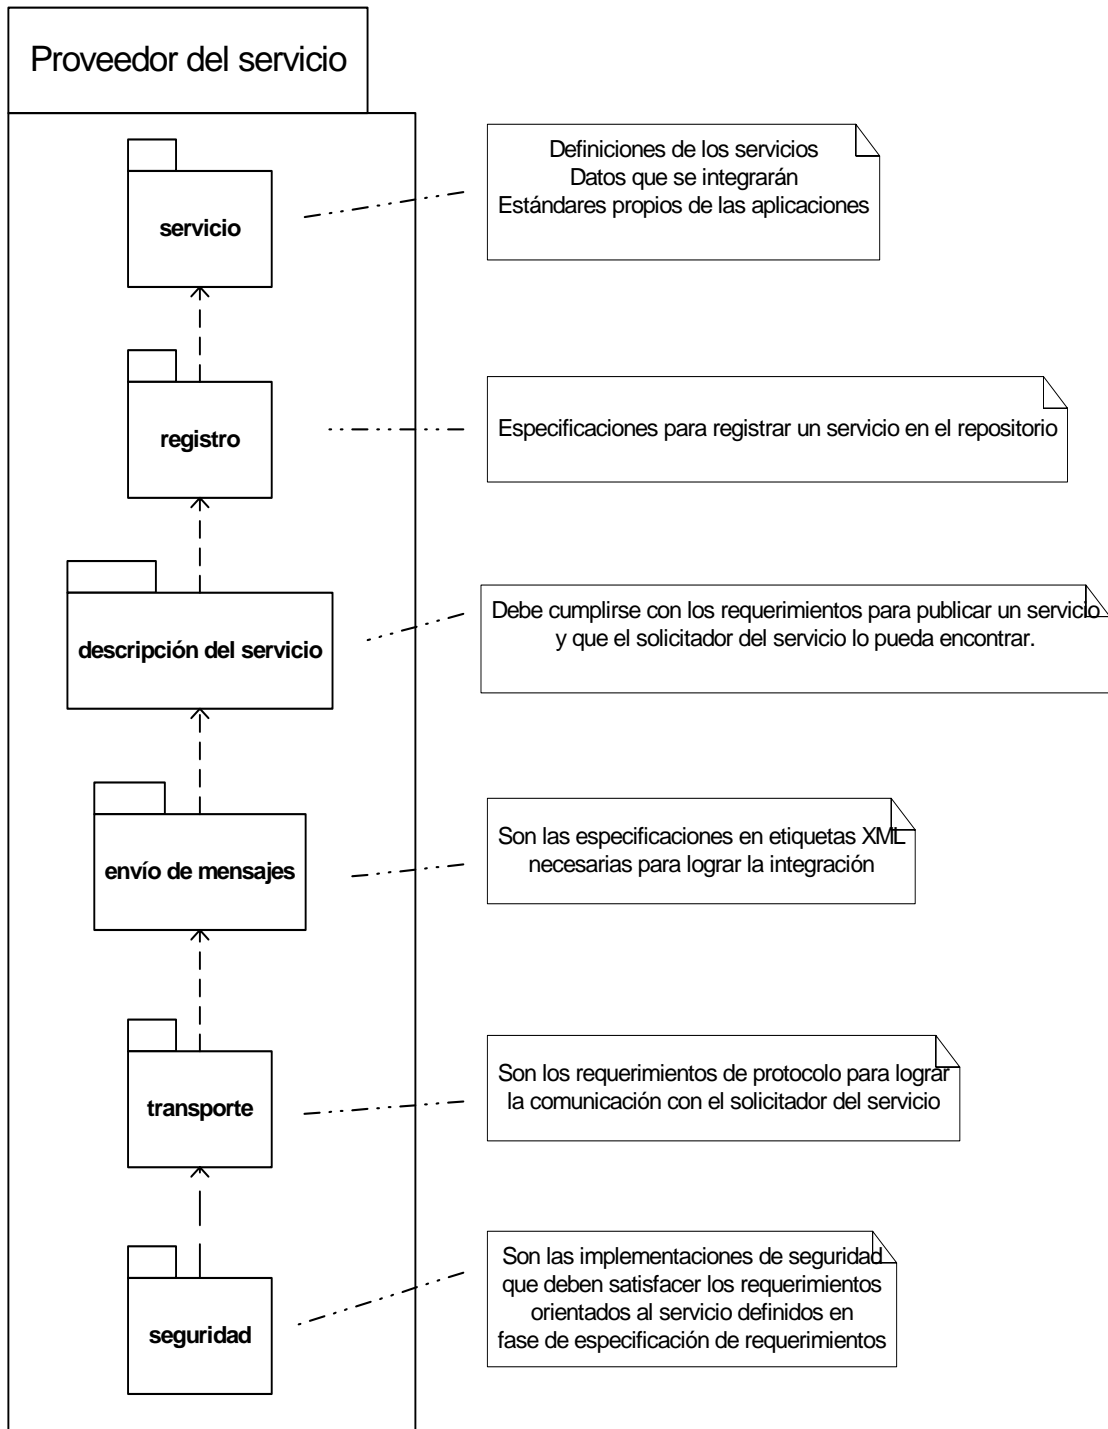 Proveedor del servicio
servicio
Definiciones de los servicios
Datos que se integrarán
Estándares propios de las aplicaciones
registro
Especificaciones para registrar un servicio en el repositorio
descripción del servicio
Debe cumplirse con los requerimientos para publicar un servicio
y que el solicitador del servicio lo pueda encontrar.
envío de mensajes
Son las especificaciones en etiquetas XML
necesarias para lograr la integración
transporte
Son los requerimientos de protocolo para lograr
la comunicación con el solicitador del servicio
seguridad
Son las implementaciones de seguridad
que deben satisfacer los requerimientos
orientados al servicio definidos en
fase de especificación de requerimientos